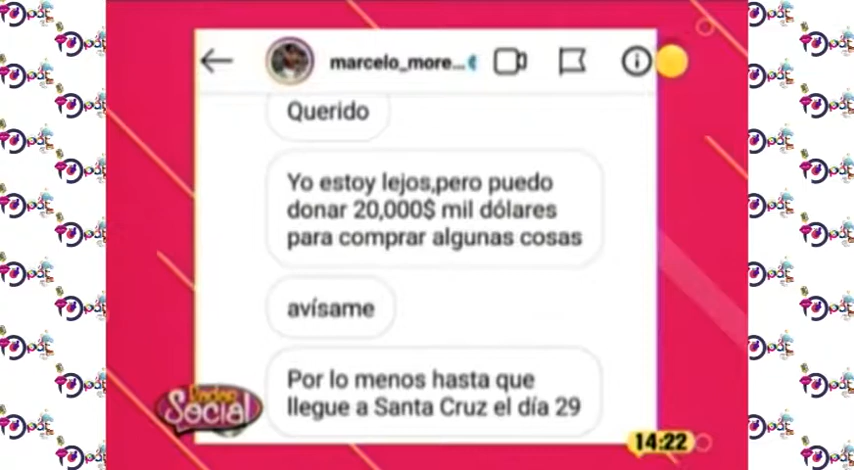 marcelo_more...
Querido
Yo estoy lejos,pero puedo
donar 20,000$ mil dólares
para comprar algunas cosas
avísame
Por lo menos hasta que
llegue a Santa Cruz el día 29
Social
14:22